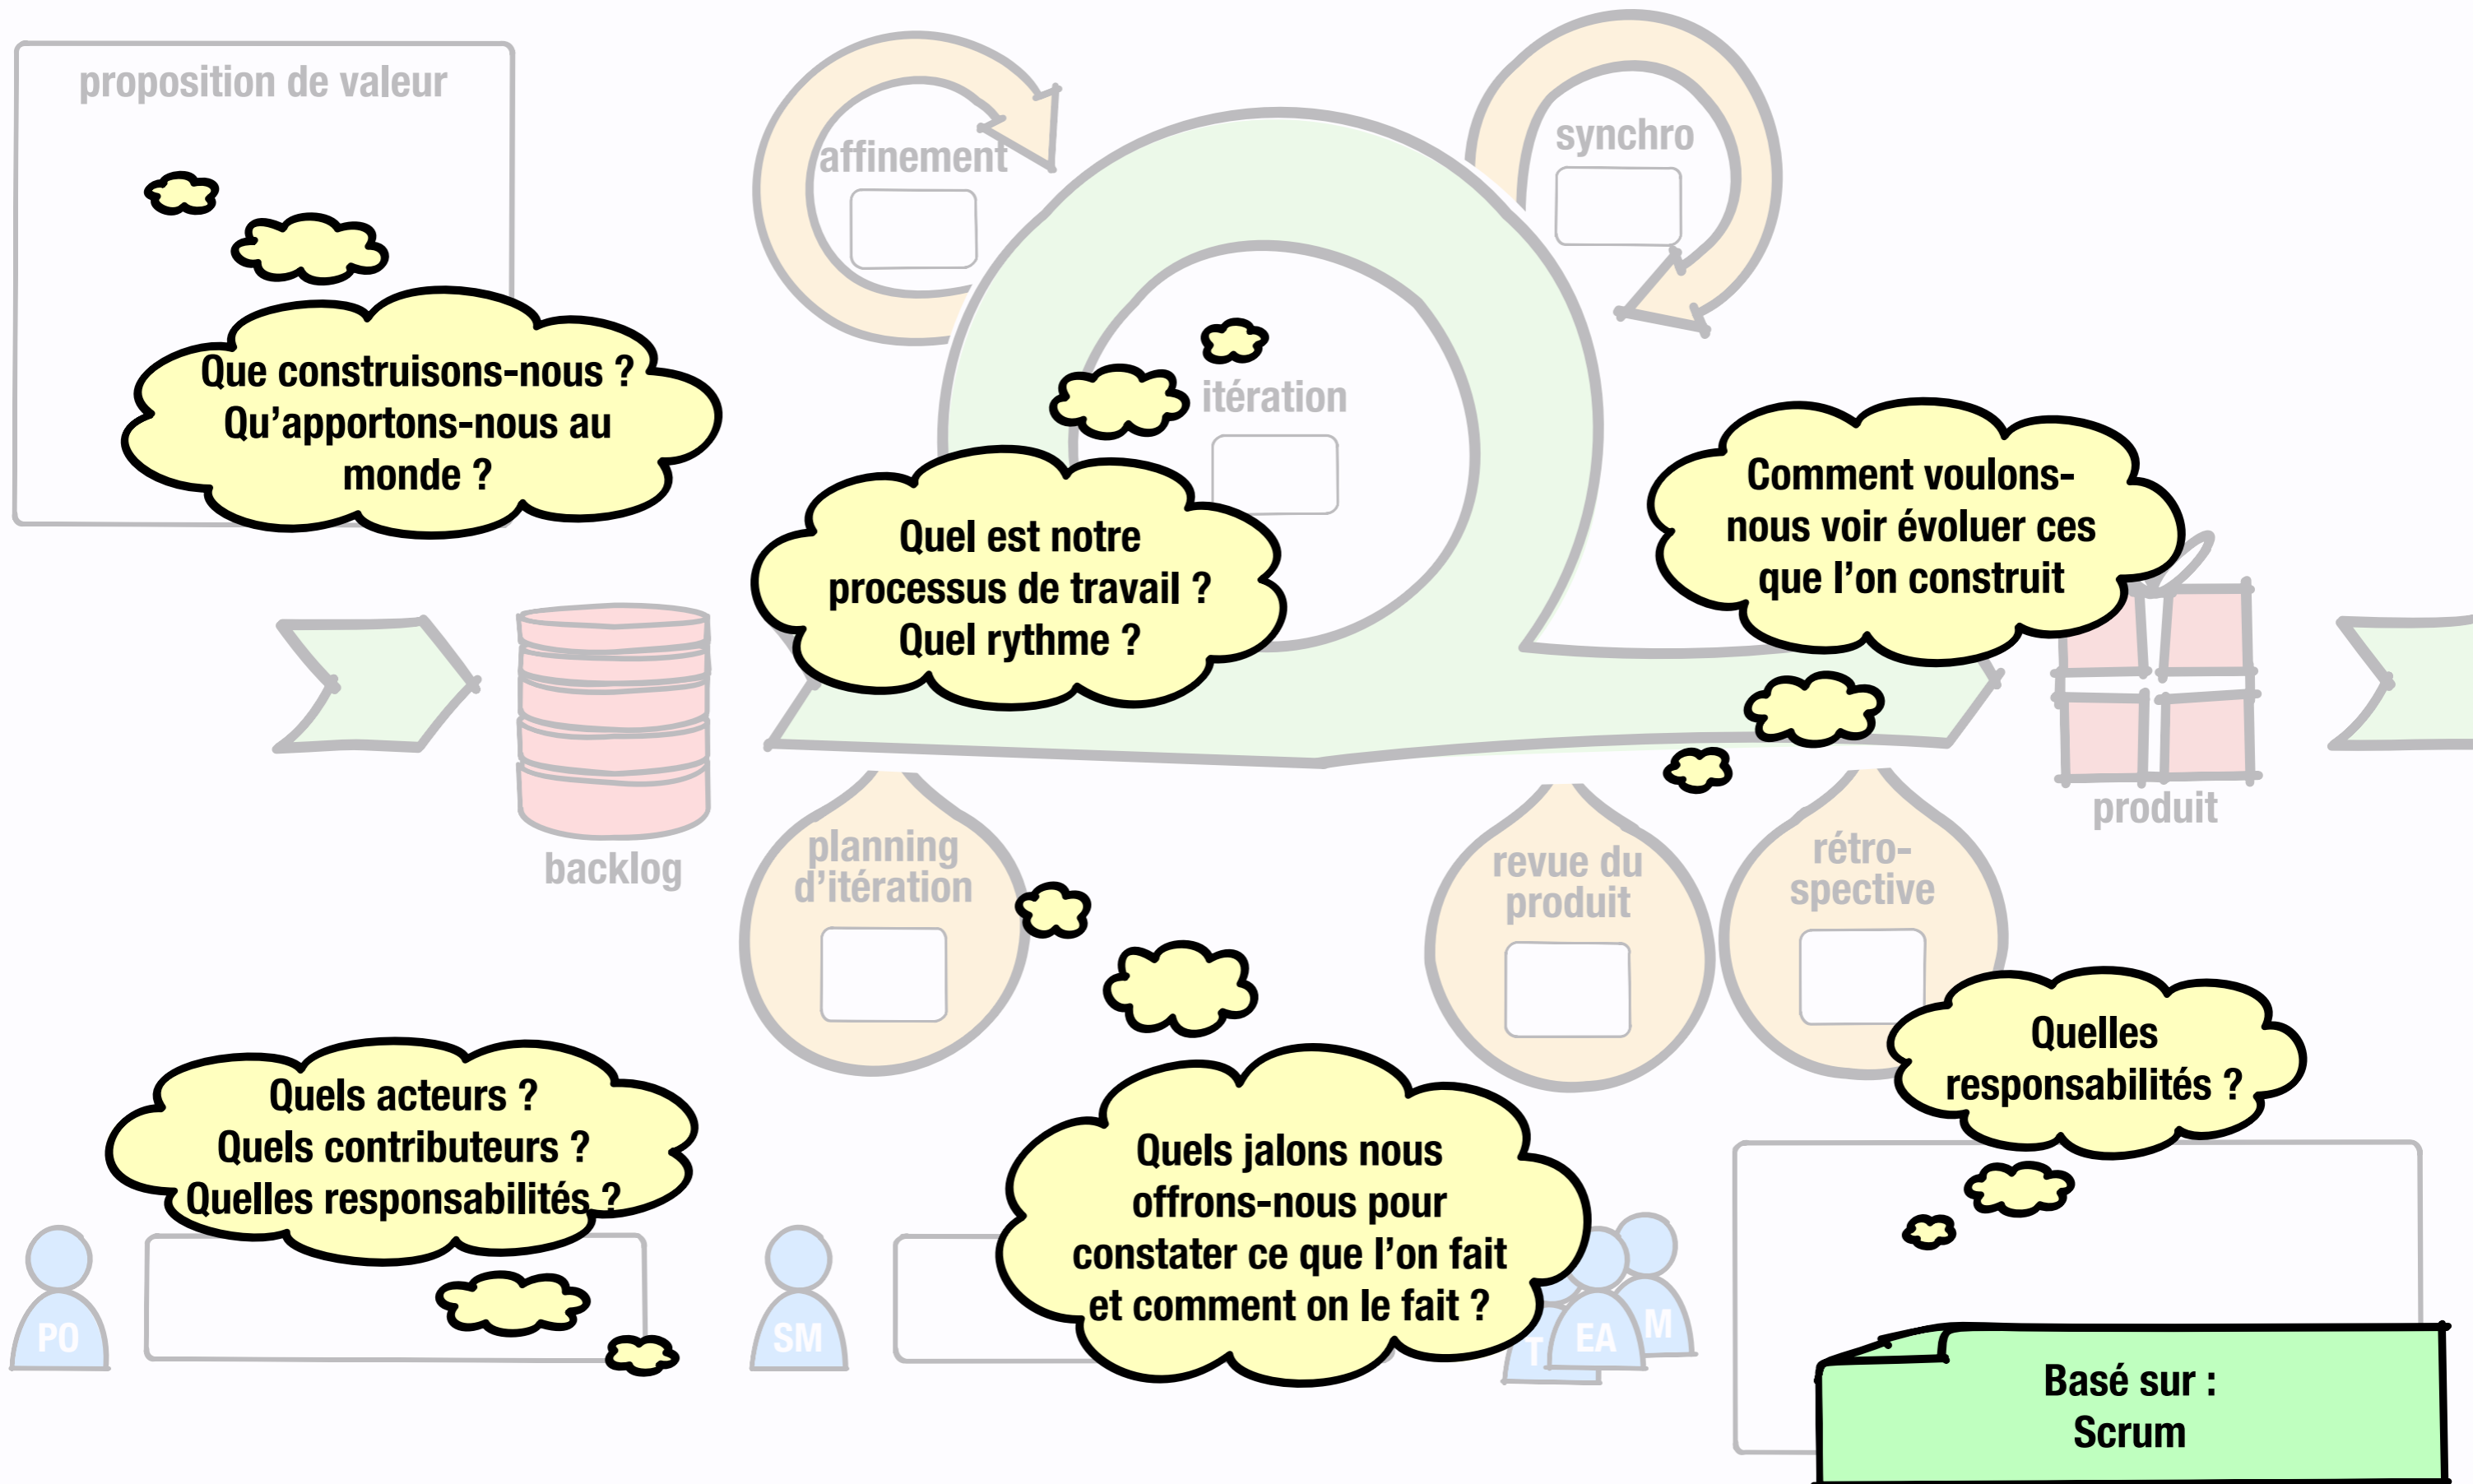 proposition de valeur
Que construisons-nous ?
Qu’apportons-nous au
monde ?
affinement
synchro
itération
Quel est notre
processus de travail ?
Quel rythme ?
Comment voulons-
nous voir évoluer ces
que l’on construit
backlog
produit
planning
d’itération
revue du
produit
rétro-
spective
Quels acteurs ?
Quels contributeurs ?
Quelles responsabilités ?
Quels jalons nous
offrons-nous pour
constater ce que l’on fait
et comment on le fait ?
Quelles
responsabilités ?
PO
SM
T
EA
M
Basé sur :
Scrum